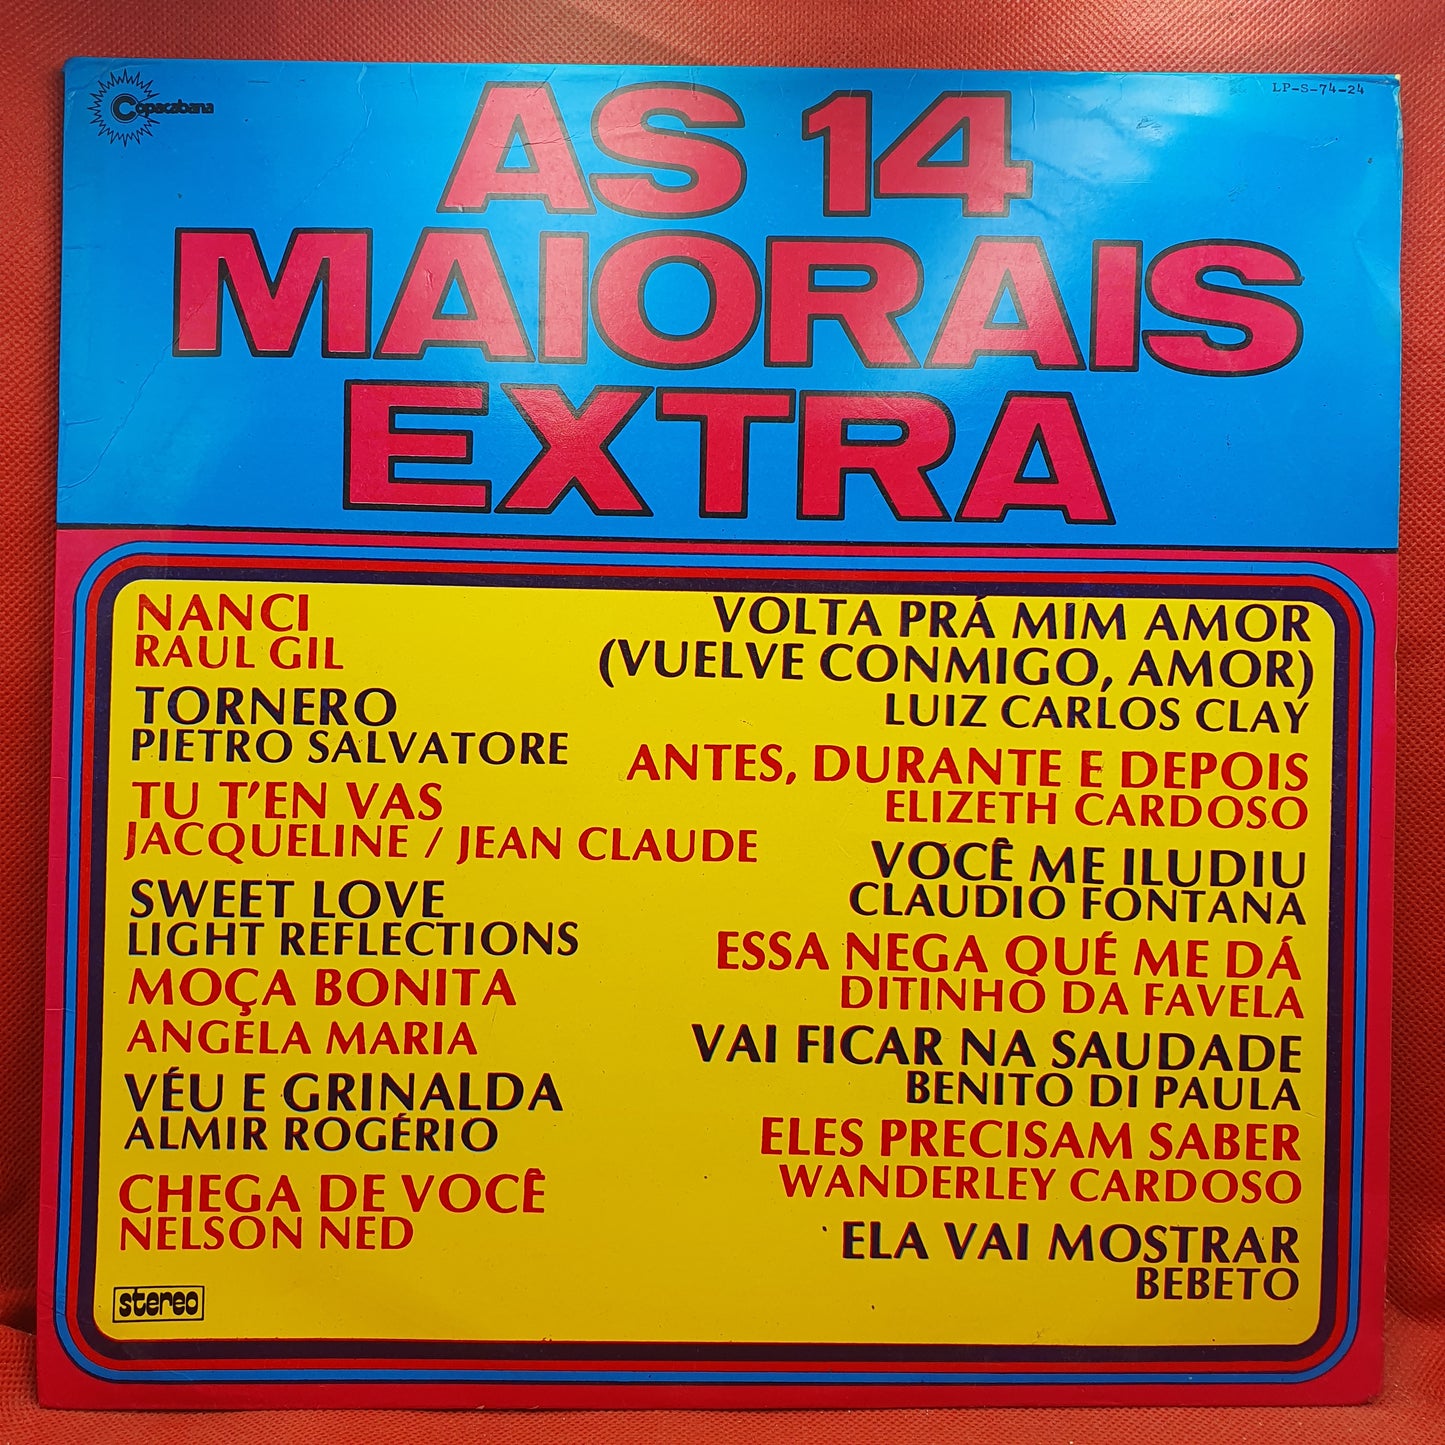 Copacabana
LP-S-74-24
AS 14
MAIORAIS
EXTRA
NANCI
RAUL GIL
TORNERO
PIETRO SALVATORE
TU T'EN VAS
JACQUELINE / JEAN CLAUDE
SWEET LOVE
LIGHT REFLECTIONS
MOÇA BONITA
ANGELA MARIA
VÉU E GRINALDA
ALMIR ROGÉRIO
CHEGA DE VOCÊ
NELSON NED
stereo
VOLTA PRÁ MIM AMOR
(VUELVE CONMIGO, AMOR)
LUIZ CARLOS CLAY
ANTES, DURANTE E DEPOIS
ELIZETH CARDOSO
VOCÊ ME ILUDIU
CLAUDIO FONTANA
ESSA NEGA QUÉ ME DÁ
DITINHO DA FAVELA
VAI FICAR NA SAUDADE
BENITO DI PAULA
ELES PRECISAM SABER
WANDERLEY CARDOSO
ELA VAI MOSTRAR
BEBETO